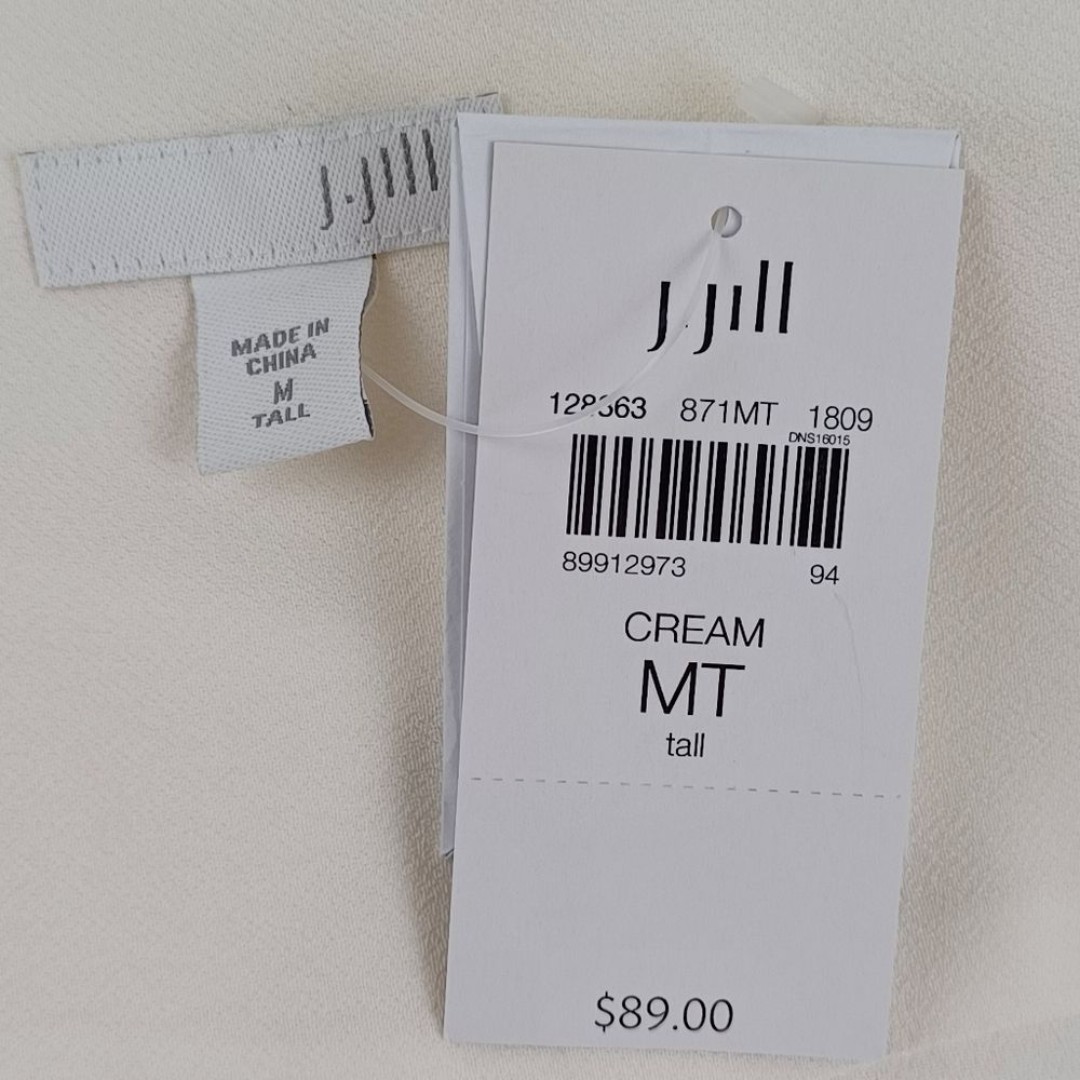 J.Jill
MADE IN
CHINA
M
TALL
J.Jill
871MT 1809
DNS16015
89912973 94
CREAM
MT
tall
$89.00